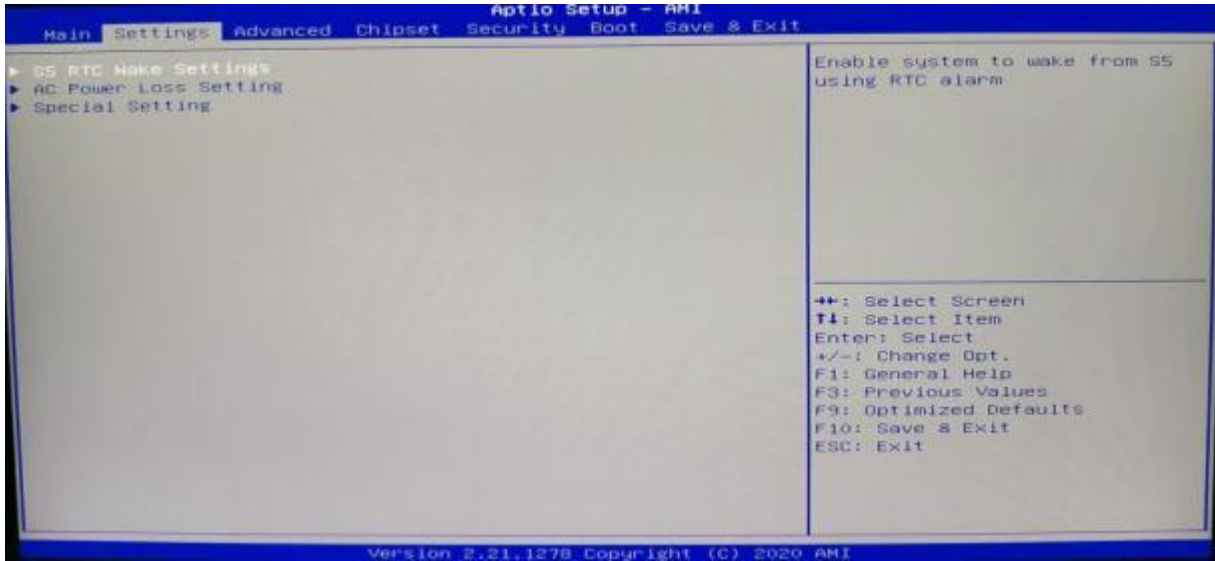 Aptio Setup - AMI
Main Settings Advanced Chipset Security Boot Save & Exit
► S5 RTC Wake Settings
► AC Power Loss Setting
► Special Setting
Enable system to wake from S5
using RTC alarm
→←: Select Screen
↑↓: Select Item
Enter: Select
+/-: Change Opt.
F1: General Help
F3: Previous Values
F9: Optimized Defaults
F10: Save & Exit
ESC: Exit
Version 2.21.1278 Copyright (C) 2020 AMI